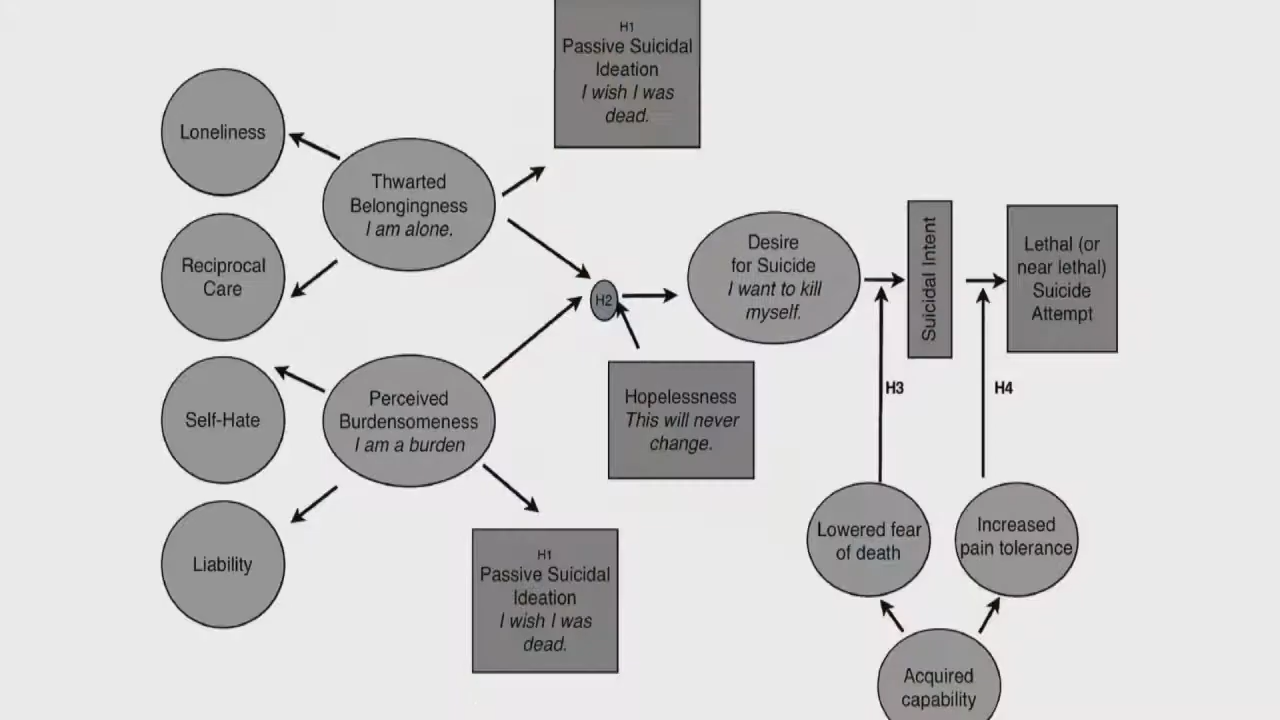 H1
Passive Suicidal
Ideation
I wish I was
dead.
Loneliness
Thwarted
Belongingness
I am alone.
Reciprocal
Care
H2
Desire
for Suicide
I want to kill
myself.
Suicidal Intent
Lethal (or
near lethal)
Suicide
Attempt
Self-Hate
Perceived
Burdensomeness
I am a burden
Hopelessness
This will never
change.
H3
H4
Liability
H1
Passive Suicidal
Ideation
I wish I was
dead.
Lowered fear
of death
Increased
pain tolerance
Acquired
capability